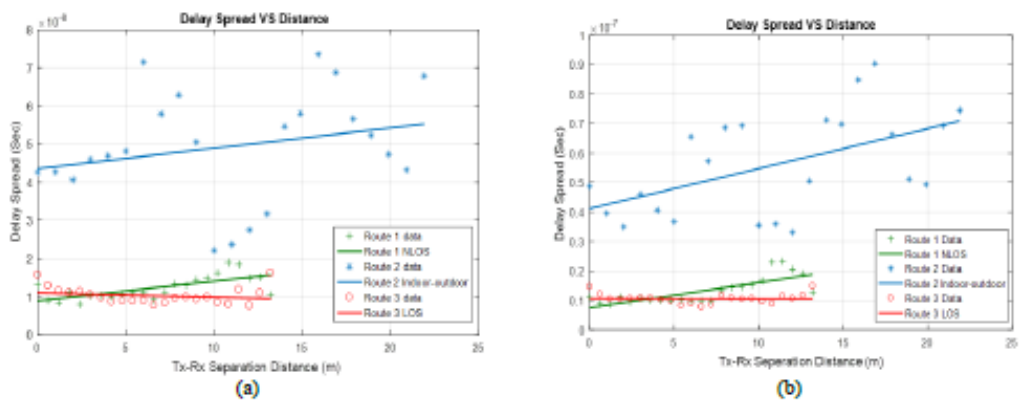 Delay Spread VS Distance
×10⁻⁸
8
7
6
5
4
3
2
1
0
Delay Spread (Sec)
Route 1 data
Route 1 NLOS
Route 2 data
Route 2 Indoor-outdoor
Route 3 data
Route 3 LOS
0 5 10 15 20 25
Tx-Rx Separation Distance (m)
(a)
Delay Spread VS Distance
×10⁻⁷
1
0.9
0.8
0.7
0.6
0.5
0.4
0.3
0.2
0.1
0
Delay Spread (Sec)
Route 1 Data
Route 1 NLOS
Route 2 Data
Route 2 Indoor-outdoor
Route 3 Data
Route 3 LOS
0 5 10 15 20 25
Tx-Rx Seperation Distance (m)
(b)